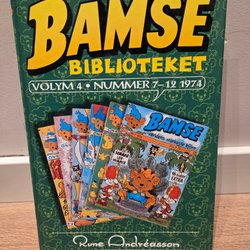 BAMSE
BIBLIOTEKET
VOLYM 4 • NUMMER 7–12 1974
BAMSE
Rune Andréasson